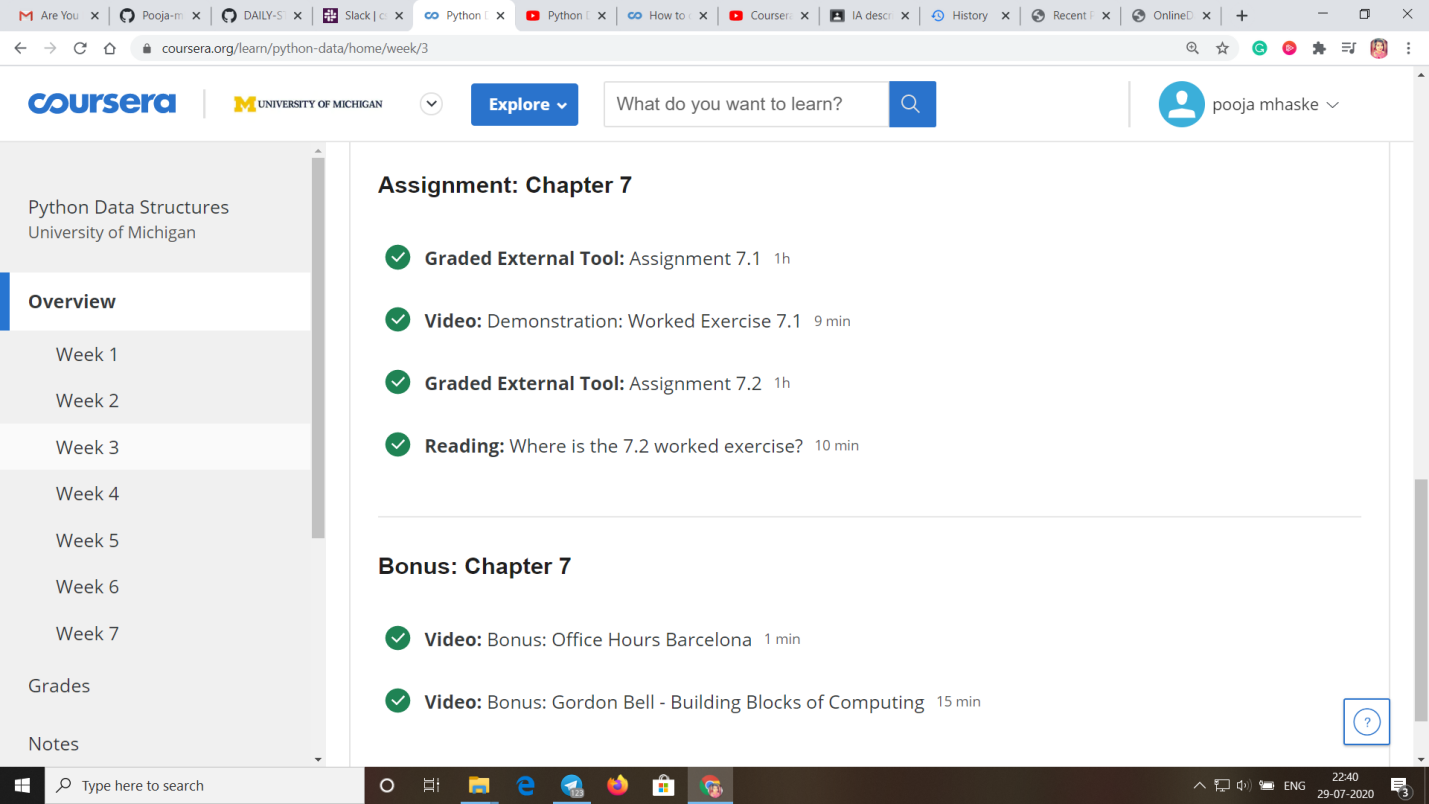 Are You
Pooja-m
DAILY-ST
Slack | c
Python D
Python D
How to
Coursera
IA descri
History
Recent F
OnlineD
coursera.org/learn/python-data/home/week/3
coursera
UNIVERSITY OF MICHIGAN
Explore
What do you want to learn?
pooja mhaske
Python Data Structures
University of Michigan
Overview
Week 1
Week 2
Week 3
Week 4
Week 5
Week 6
Week 7
Grades
Notes
Assignment: Chapter 7
Graded External Tool: Assignment 7.1 1h
Video: Demonstration: Worked Exercise 7.1 9 min
Graded External Tool: Assignment 7.2 1h
Reading: Where is the 7.2 worked exercise? 10 min
Bonus: Chapter 7
Video: Bonus: Office Hours Barcelona 1 min
Video: Bonus: Gordon Bell - Building Blocks of Computing 15 min
?
Type here to search
123
ENG
22:40
29-07-2020
3